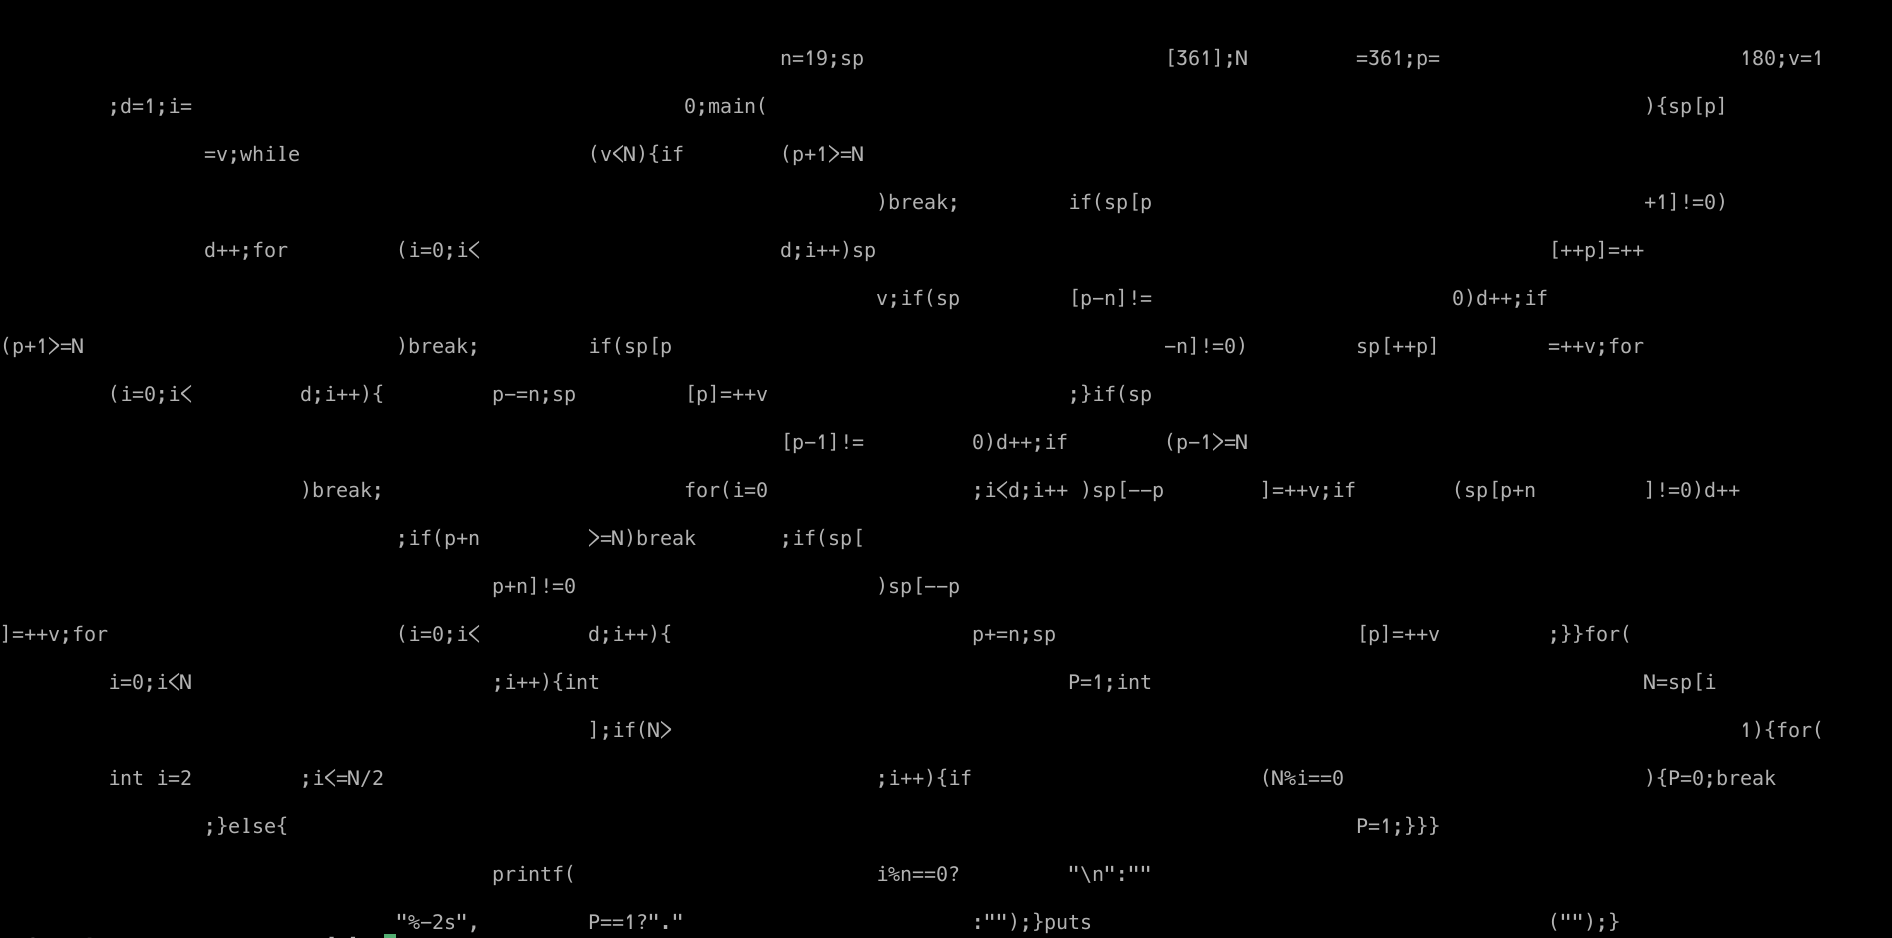 n=19;sp [361];N =361;p= 180;v=1
;d=1;i= 0;main( ){sp[p]
=v;while (v<N){if (p+1>=N
)break; if(sp[p +1]!=0)
d++;for (i=0;i< d;i++)sp [++p]=++
v;if(sp [p-n]!= 0)d++;if
(p+1>=N )break; if(sp[p -n]!=0) sp[++p] =++v;for
(i=0;i< d;i++){ p-=n;sp [p]=++v ;}if(sp
[p-1]!= 0)d++;if (p-1>=N
)break; for(i=0 ;i<d;i++ )sp[--p ]=++v;if (sp[p+n ]!=0)d++
;if(p+n >=N)break ;if(sp[
p+n]!=0 )sp[--p
]=++v;for (i=0;i< d;i++){ p+=n;sp [p]=++v ;}}for(
i=0;i<N ;i++){int P=1;int N=sp[i
];if(N> 1){for(
int i=2 ;i<=N/2 ;i++){if (N%i==0 ){P=0;break
;}else{ P=1;}}}
printf( i%n==0? "\n":""
"%-2s", P==1?"." :"");}puts ("");}